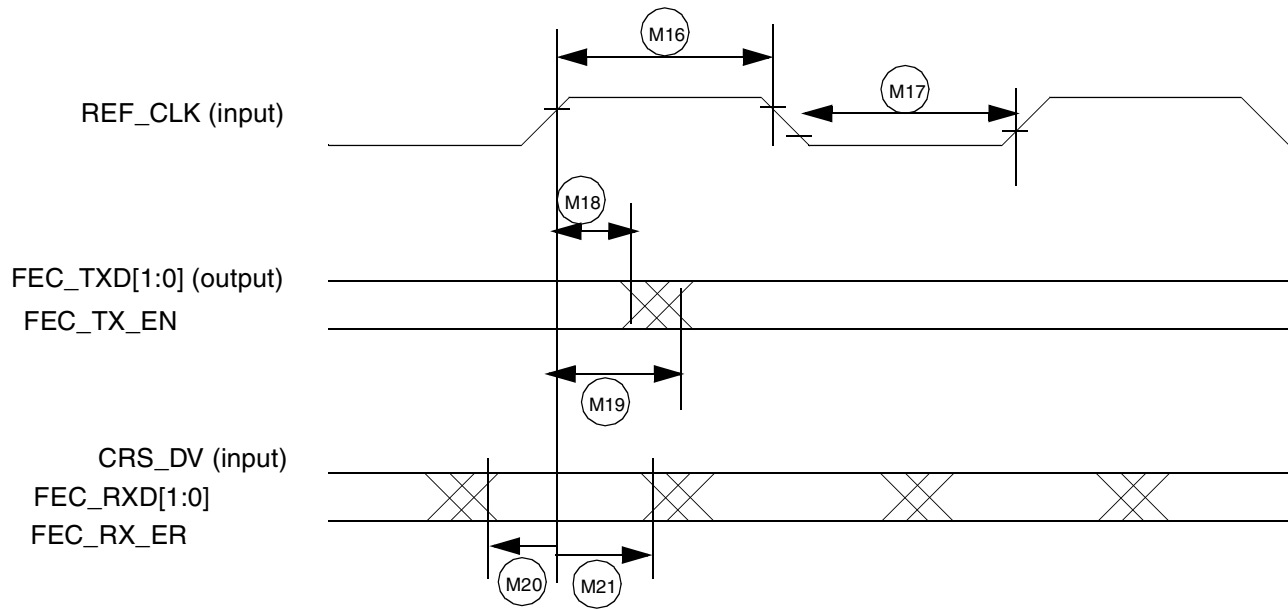 M16
REF_CLK (input)
M17
M18
FEC_TXD[1:0] (output)
FEC_TX_EN
M19
CRS_DV (input)
FEC_RXD[1:0]
FEC_RX_ER
M20
M21